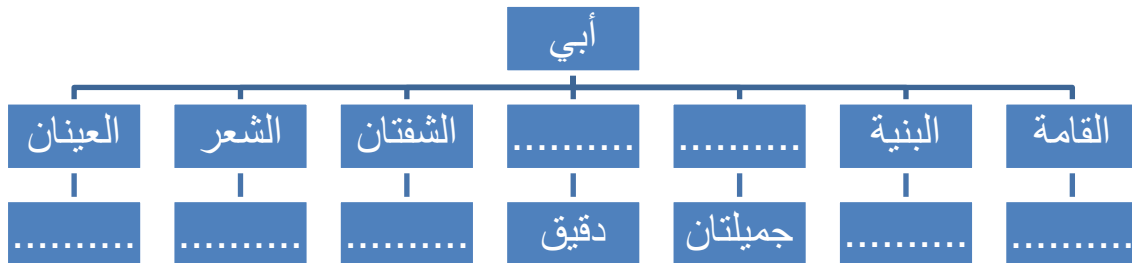 أبي
القامة
البنية
..........
..........
الشفتان
الشعر
العينان
..........
..........
جميلتان
دقيق
..........
..........
..........